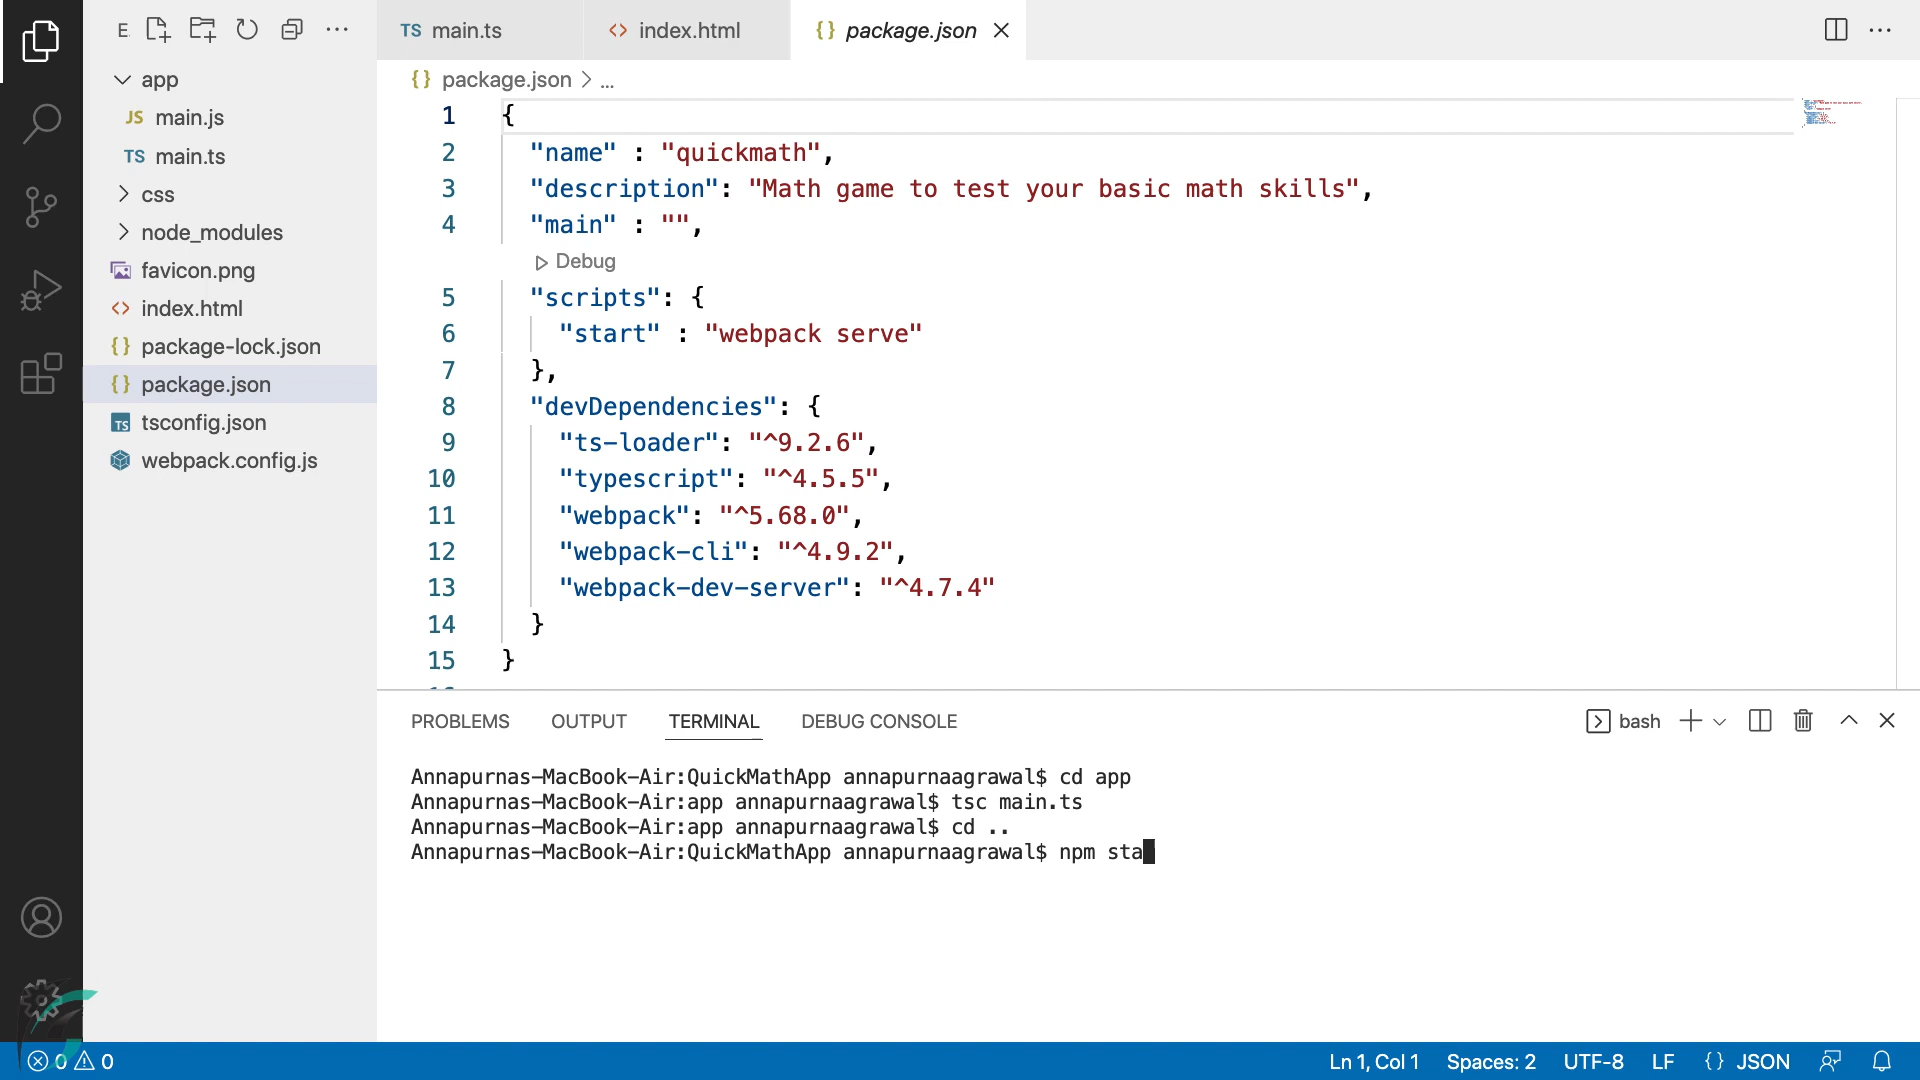 E.
TS main.ts
<> index.html
{} package.json
app
JS main.js
TS main.ts
css
node_modules
favicon.png
<> index.html
{} package-lock.json
{} package.json
TS tsconfig.json
webpack.config.js
{} package.json > ...
1 {
2 "name" : "quickmath",
3 "description": "Math game to test your basic math skills",
4 "main" : "",
Debug
5 "scripts": {
6 "start" : "webpack serve"
7 },
8 "devDependencies": {
9 "ts-loader": "^9.2.6",
10 "typescript": "^4.5.5",
11 "webpack": "^5.68.0",
12 "webpack-cli": "^4.9.2",
13 "webpack-dev-server": "^4.7.4"
14 }
15 }
PROBLEMS OUTPUT TERMINAL DEBUG CONSOLE
bash
Annapurnas-MacBook-Air:QuickMathApp annapurnaagrawal$ cd app
Annapurnas-MacBook-Air:app annapurnaagrawal$ tsc main.ts
Annapurnas-MacBook-Air:app annapurnaagrawal$ cd ..
Annapurnas-MacBook-Air:QuickMathApp annapurnaagrawal$ npm sta
0 0
Ln 1, Col 1 Spaces: 2 UTF-8 LF {} JSON